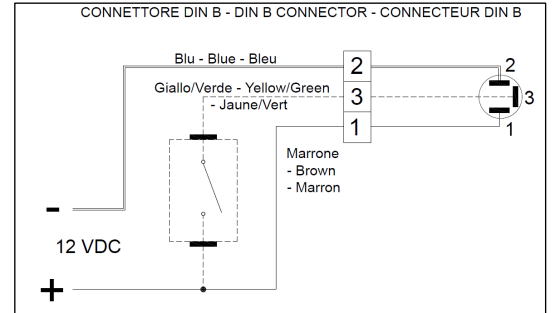 CONNETTORE DIN B - DIN B CONNECTOR - CONNECTEUR DIN B
Blu - Blue - Bleu
2
2
Giallo/Verde - Yellow/Green
- Jaune/Vert
3
3
1
1
Marrone
- Brown
- Marron
-
12 VDC
+